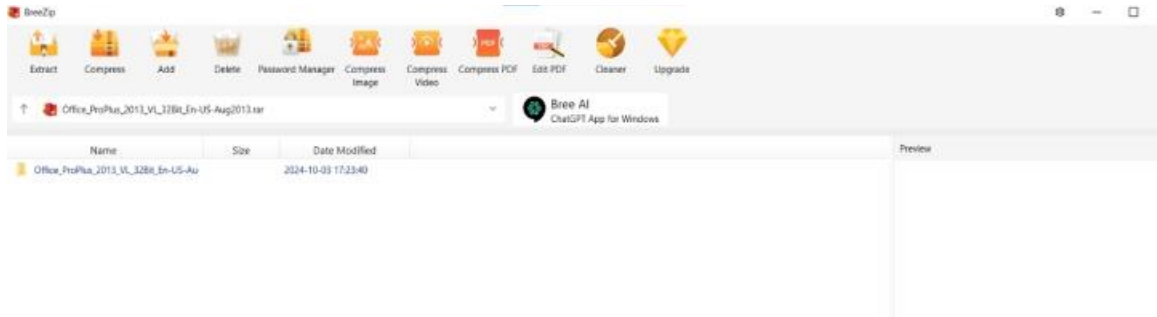 BreeZip
Extract Compress Add Delete Password Manager Compress Image Compress Video Compress PDF Edit PDF Cleaner Upgrade
Office_ProPlus_2013_VL_32Bit_En-US-Aug2013.rar
Bree AI
ChatGPT App for Windows
Name Size Date Modified Preview
Office_ProPlus_2013_VL_32Bit_En-US-Au 2024-10-03 17:23:40